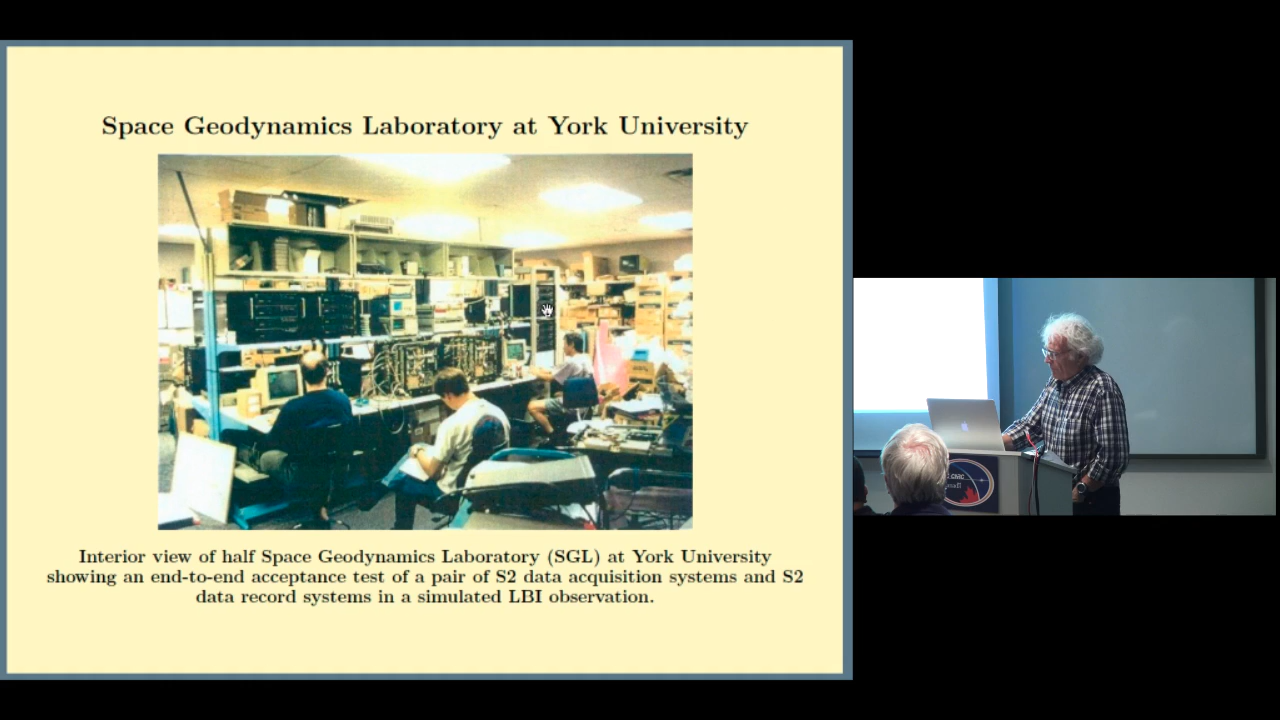 Space Geodynamics Laboratory at York University
Interior view of half Space Geodynamics Laboratory (SGL) at York University
showing an end-to-end acceptance test of a pair of S2 data acquisition systems and S2
data record systems in a simulated LBI observation.